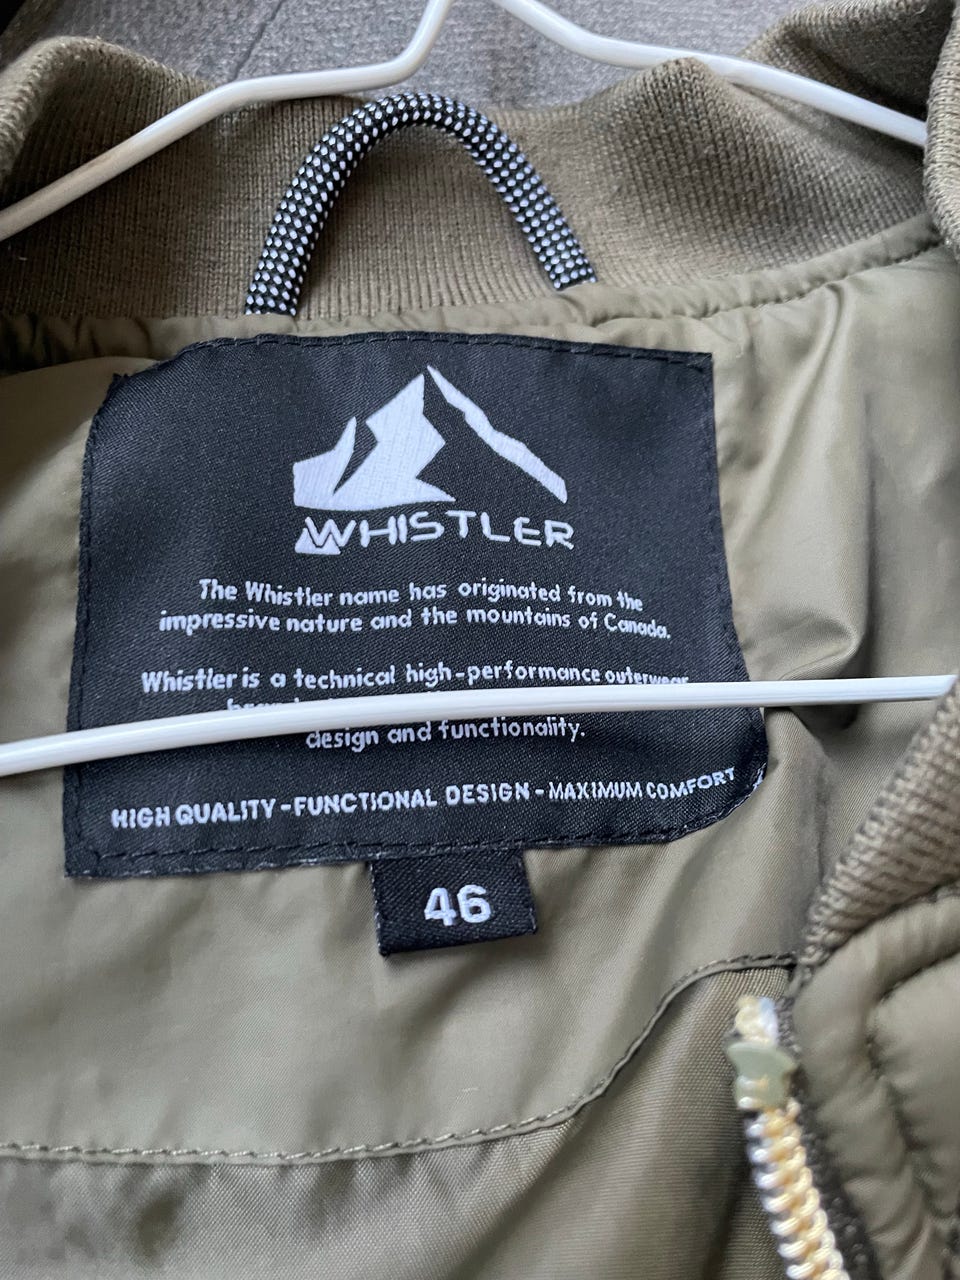 WHISTLER
The Whistler name has originated from the
impressive nature and the mountains of Canada.
Whistler is a technical high-performance outerwear
design and functionality.
HIGH QUALITY - FUNCTIONAL DESIGN - MAXIMUM COMFORT
46